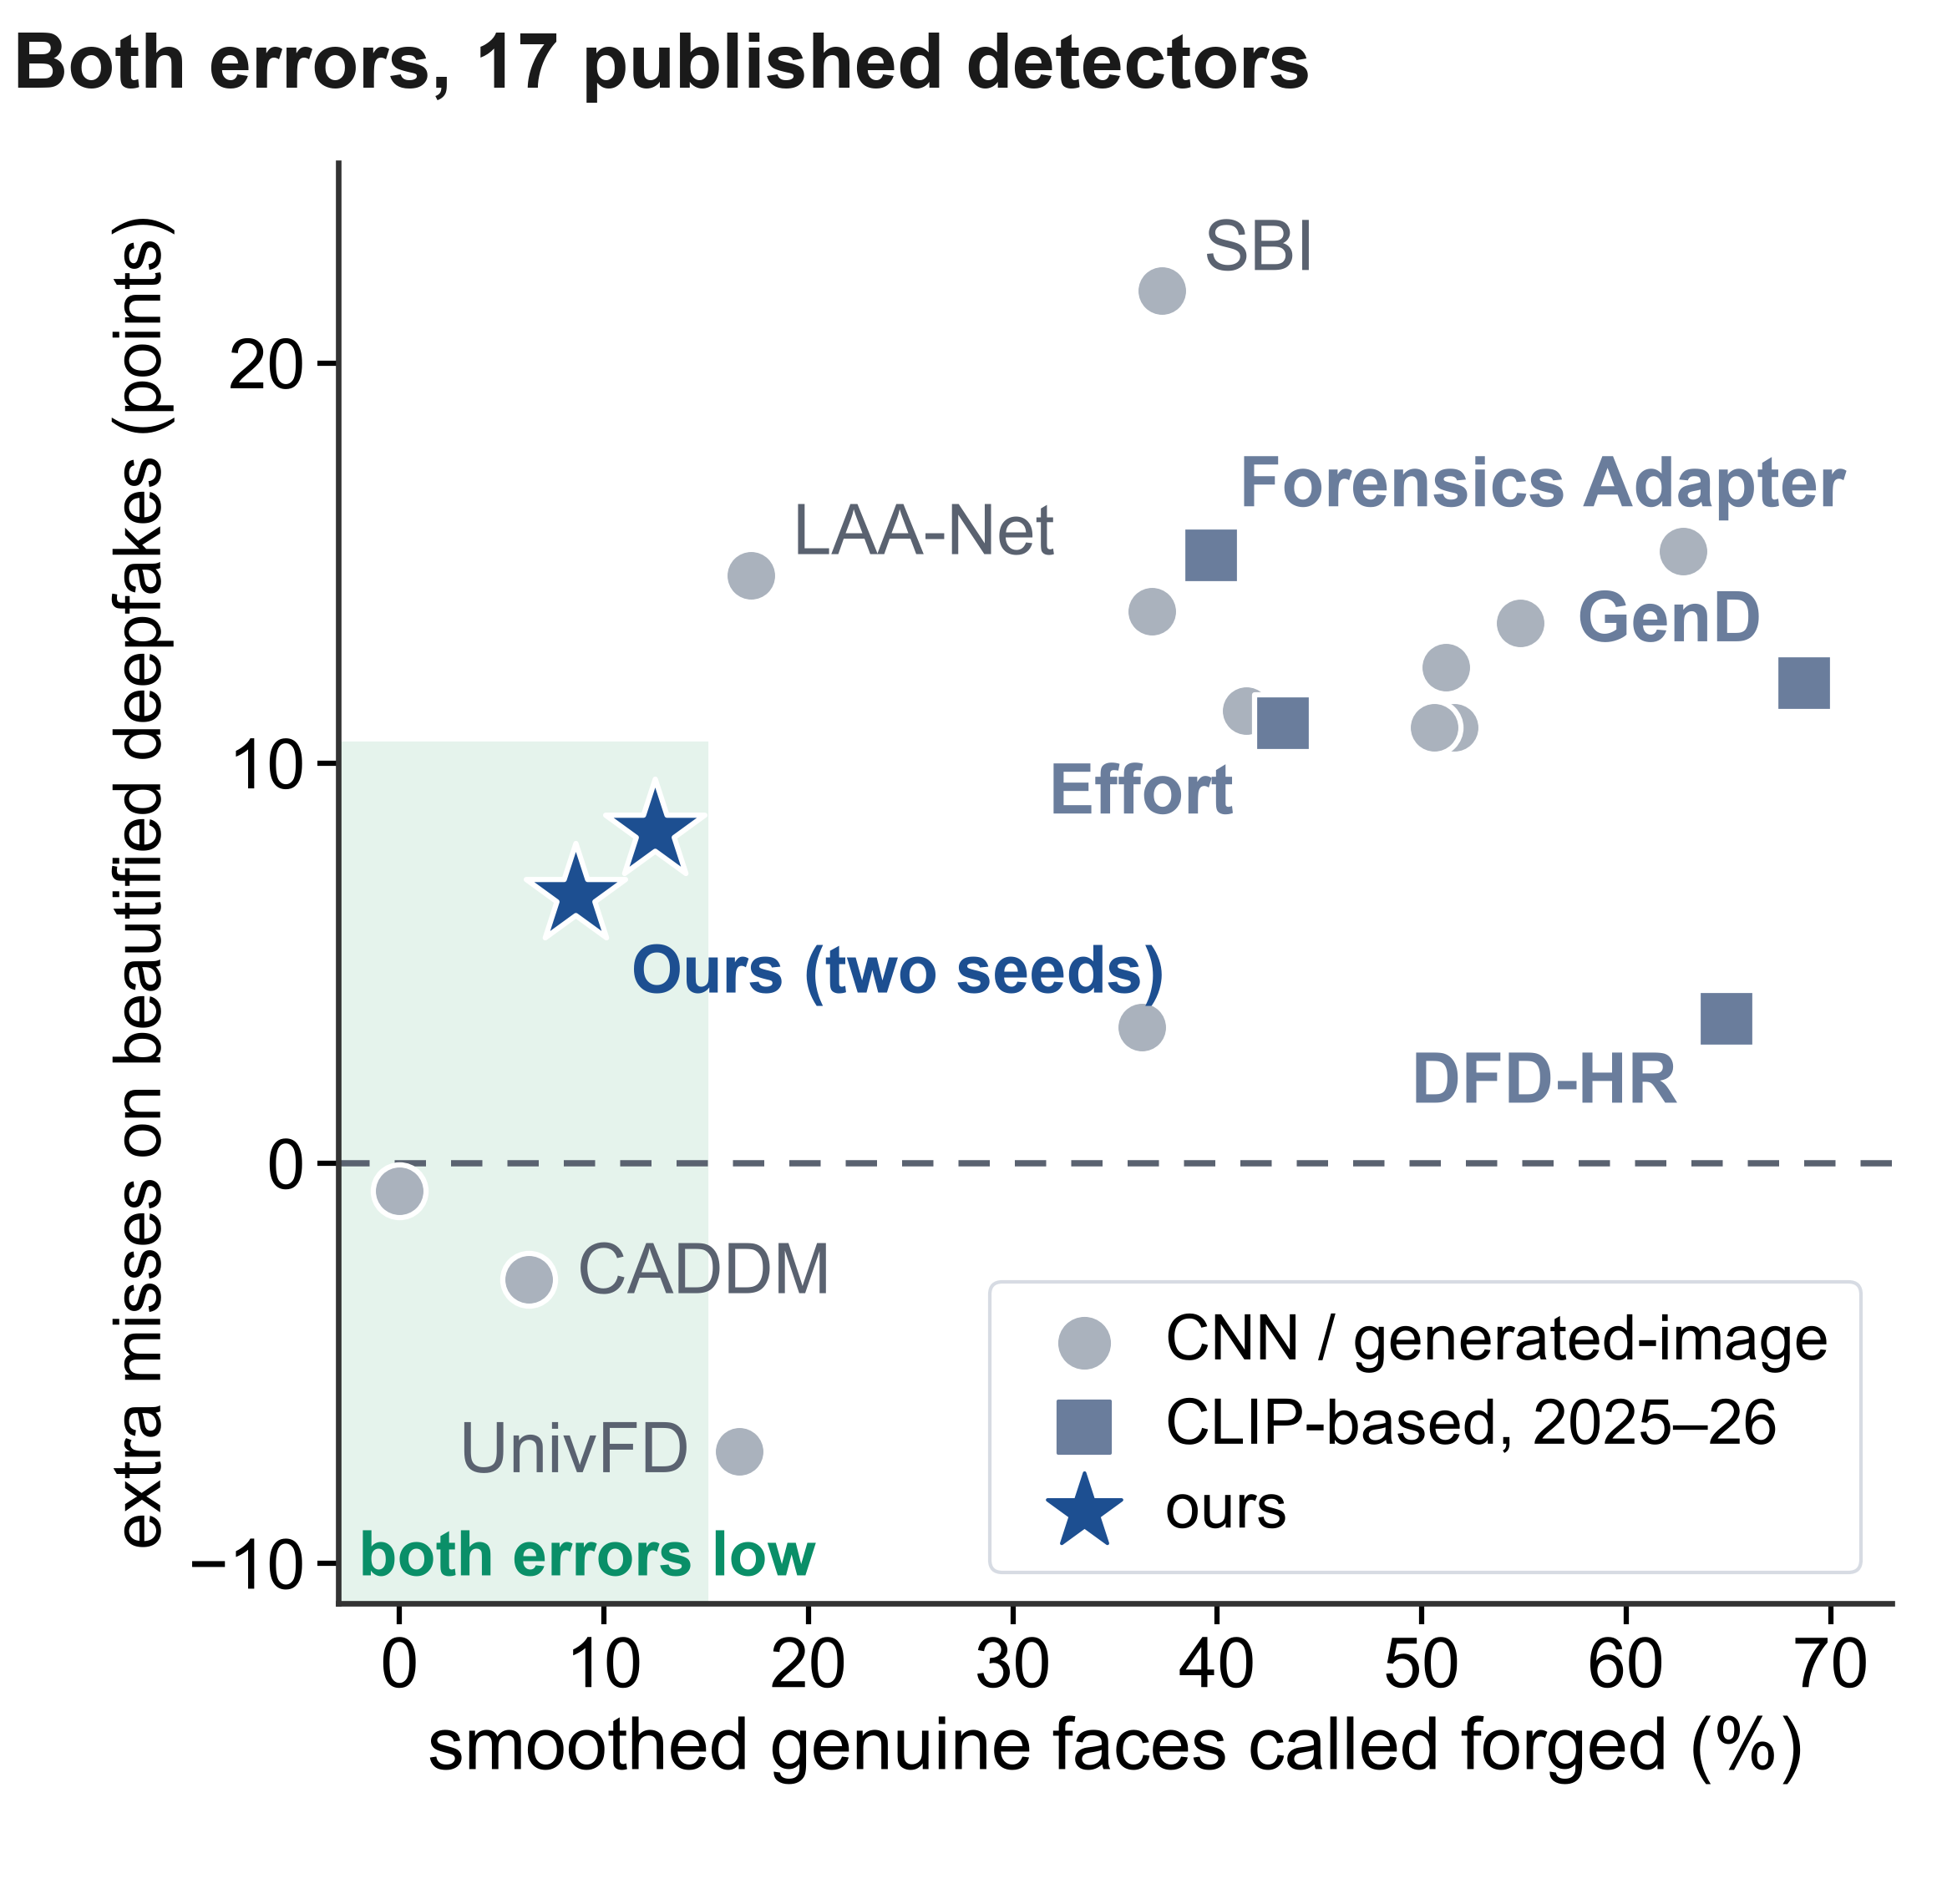 Both errors, 17 published detectors
extra misses on beautified deepfakes (points)
20
10
0
−10
SBI
Forensics Adapter
LAA-Net
GenD
Effort
Ours (two seeds)
DFD-HR
CADDM
UnivFD
both errors low
CNN / generated-image
CLIP-based, 2025–26
ours
0 10 20 30 40 50 60 70
smoothed genuine faces called forged (%)